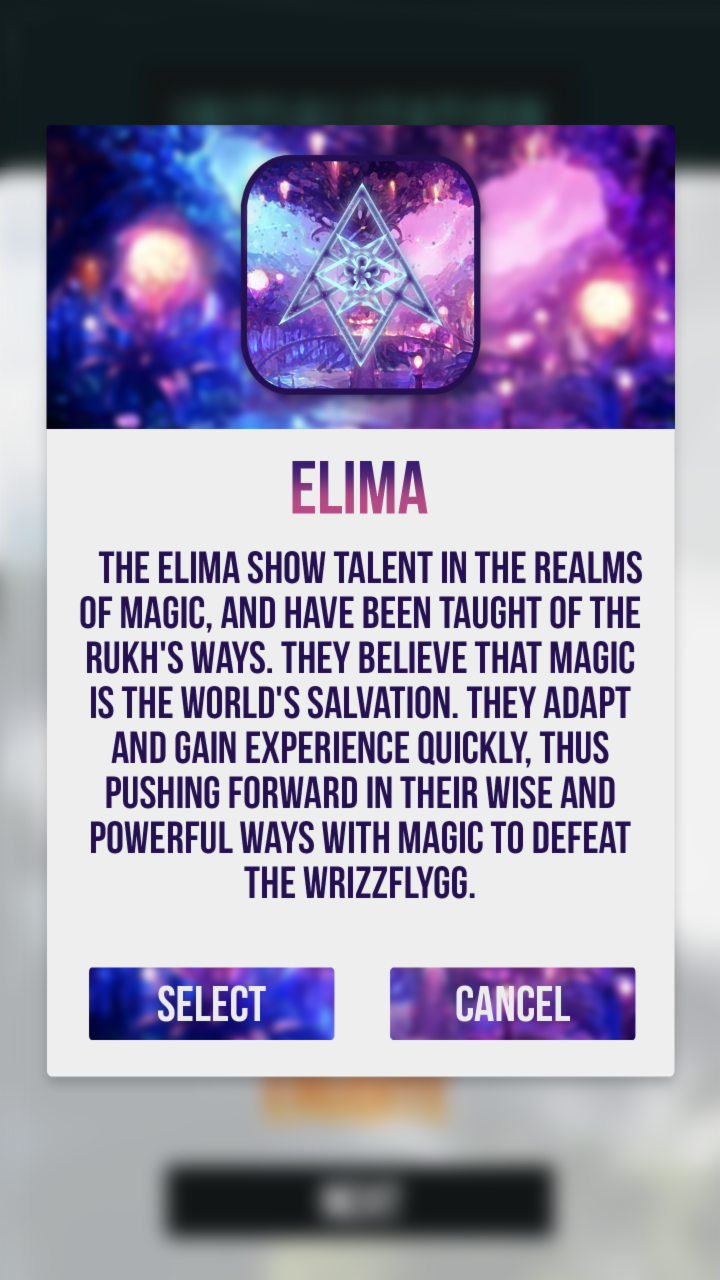 ELIMA
THE ELIMA SHOW TALENT IN THE REALMS
OF MAGIC, AND HAVE BEEN TAUGHT OF THE
RUKH'S WAYS. THEY BELIEVE THAT MAGIC
IS THE WORLD'S SALVATION. THEY ADAPT
AND GAIN EXPERIENCE QUICKLY, THUS
PUSHING FORWARD IN THEIR WISE AND
POWERFUL WAYS WITH MAGIC TO DEFEAT
THE WRIZZFLYGG.
SELECT
CANCEL